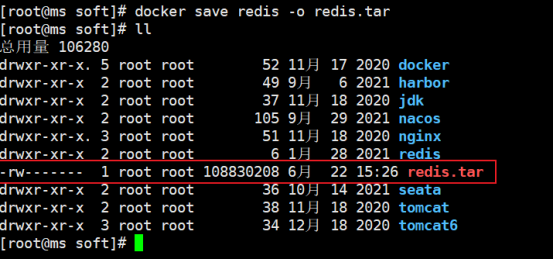 [root@ms soft]# docker save redis -o redis.tar
[root@ms soft]# ll
总用量 106280
drwxr-xr-x. 5 root root 52 11月 17 2020 docker
drwxr-xr-x 2 root root 49 9月 6 2021 harbor
drwxr-xr-x 2 root root 37 11月 18 2020 jdk
drwxr-xr-x 2 root root 105 9月 29 2021 nacos
drwxr-xr-x. 3 root root 51 11月 18 2020 nginx
drwxr-xr-x 2 root root 6 1月 28 2021 redis
-rw------- 1 root root 108830208 6月 22 15:26 redis.tar
drwxr-xr-x 2 root root 36 10月 14 2021 seata
drwxr-xr-x 2 root root 38 11月 18 2020 tomcat
drwxr-xr-x 3 root root 34 12月 18 2020 tomcat6
[root@ms soft]#